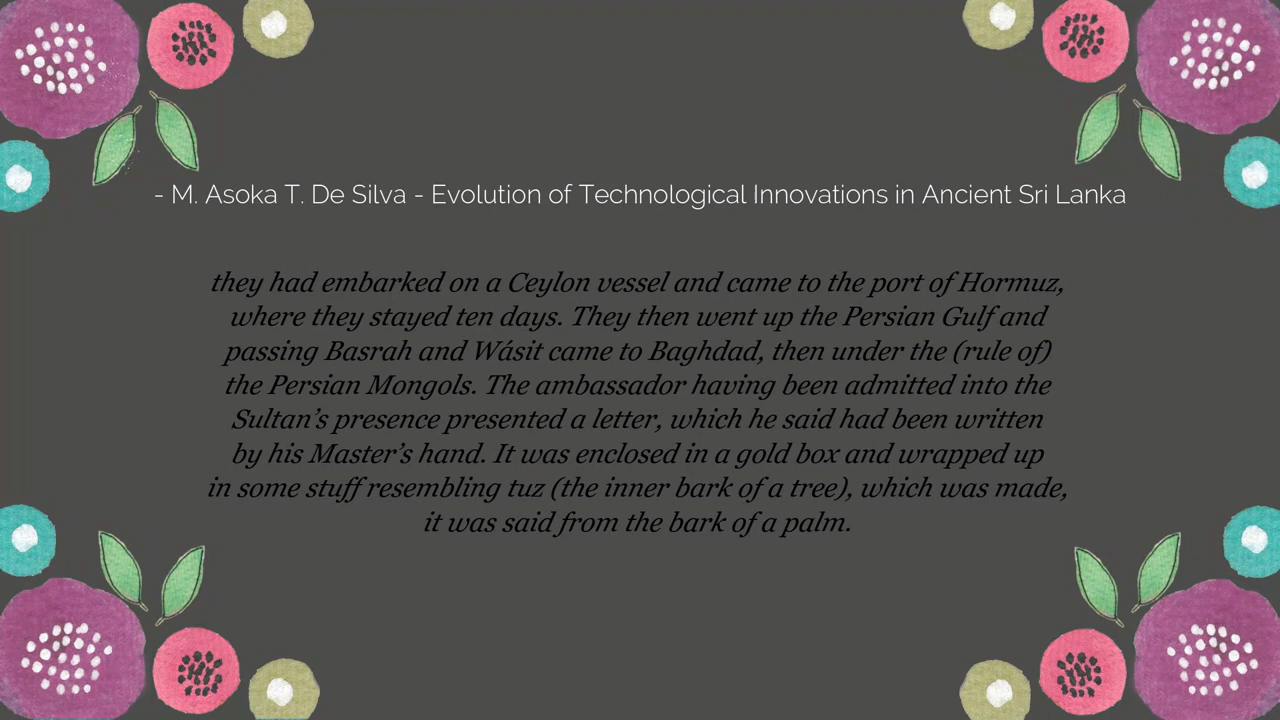 - M. Asoka T. De Silva - Evolution of Technological Innovations in Ancient Sri Lanka
they had embarked on a Ceylon vessel and came to the port of Hormuz,
where they stayed ten days. They then went up the Persian Gulf and
passing Basrah and Wásit came to Baghdad, then under the (rule of)
the Persian Mongols. The ambassador having been admitted into the
Sultan’s presence presented a letter, which he said had been written
by his Master’s hand. It was enclosed in a gold box and wrapped up
in some stuff resembling tuz (the inner bark of a tree), which was made,
it was said from the bark of a palm.